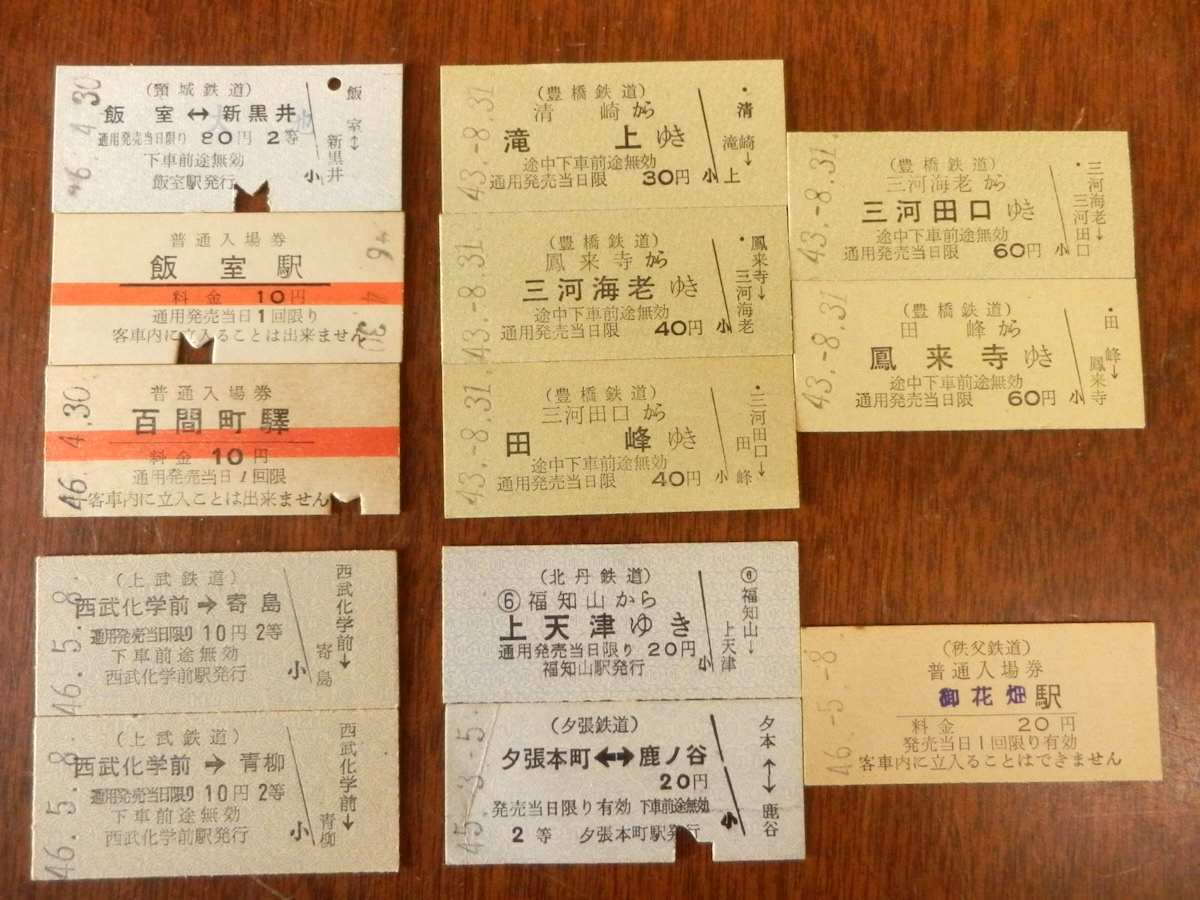 46.4.30
(頸城鉄道)
飯室↔新黒井
通用発売当日限り 80円 2等
下車前途無効
飯室駅発行
小
飯室↕
新黒井
46.4.30
普通入場券
飯室駅
料金 10円
通用発売当日1回限り
客車内に立入ることは出来ません
46.4.30
普通入場券
百間町驛
料金 10円
通用発売当日1回限
客車内に立入ことは出来ません
46.5.8.
(上武鉄道)
西武化学前→寄島
通用発売当日限り 10円 2等
下車前途無効
西武化学前駅発行
小
西武化学前↓
寄島
46.5.8.
(上武鉄道)
西武化学前→青柳
通用発売当日限り 10円 2等
下車前途無効
西武化学前駅発行
小
西武化学前↓
青柳
43.-8.31
(豊橋鉄道)
清崎から
滝上ゆき
途中下車前途無効
通用発売当日限 30円
小
・清崎↓
滝上
43.-8.31
(豊橋鉄道)
鳳来寺から
三河海老ゆき
途中下車前途無効
通用発売当日限 40円
小
・鳳来寺↓
三河海老
43.-8.31
(豊橋鉄道)
三河田口から
田峰ゆき
途中下車前途無効
通用発売当日限 40円
小
・三河田口↓
田峰
(北丹鉄道)
⑥福知山から
上天津ゆき
通用発売当日限り 20円
福知山駅発行
小
⑥福知山↓
上天津
45.-3.-5.
(夕張鉄道)
夕張本町↔鹿ノ谷
20円
発売当日限り有効 下車前途無効
2等 夕張本町駅発行
小
夕本↕鹿谷
43.-8.31
(豊橋鉄道)
三河海老から
三河田口ゆき
途中下車前途無効
通用発売当日限 60円
小
・三河海老↓
三河田口
43.-8.31
(豊橋鉄道)
田峰から
鳳来寺ゆき
途中下車前途無効
通用発売当日限 60円
小
・田峰↓
鳳来寺
46.-5.-8
(秩父鉄道)
普通入場券
御花畑駅
料金 20円
発売当日1回限り有効
客車内に立入ることはできません